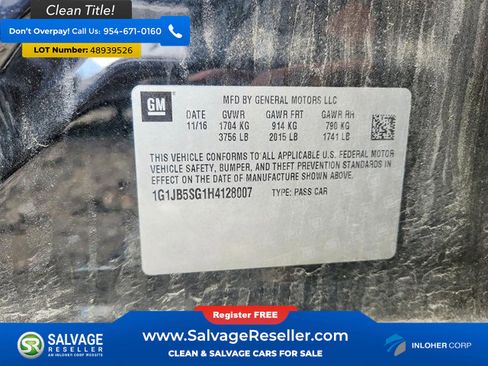 Clean Title!
Don't Overpay! Call Us: 954-671-0160
LOT Number: 48939526
GM
MFD BY GENERAL MOTORS LLC
DATE GVWR GAWR FRT GAWR RR
11/16 1704 KG 914 KG 790 KG
3756 LB 2015 LB 1741 LB
THIS VEHICLE CONFORMS TO ALL APPLICABLE U.S. FEDERAL MOTOR
VEHICLE SAFETY, BUMPER, AND THEFT PREVENTION STANDARDS IN
EFFECT ON THE DATE OF MANUFACTURE SHOWN ABOVE.
1G1JB5SG1H4128007 TYPE: PASS CAR
Register FREE
www.SalvageReseller.com
CLEAN & SALVAGE CARS FOR SALE
SALVAGE
RESELLER
AN INLOHER CORP WEBSITE
INLOHER CORP